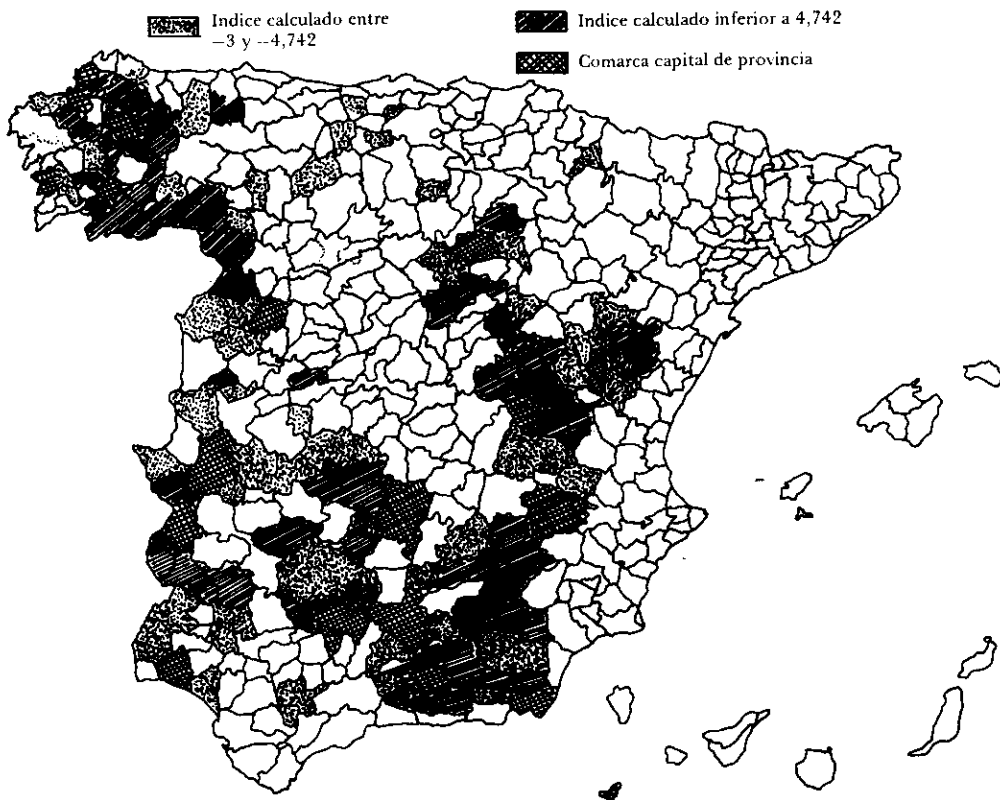 Indice calculado entre
—3 y --4,742
Indice calculado inferior a 4,742
Comarca capital de provincia